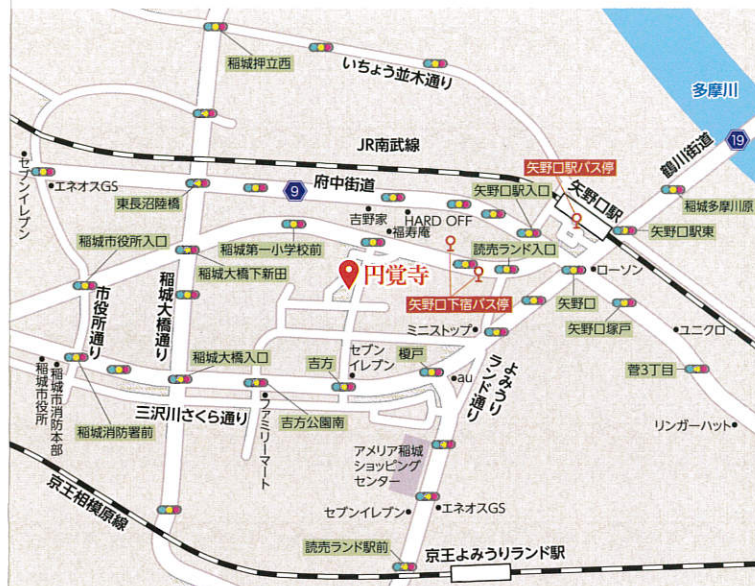 稲城押立西
いちょう並木通り
多摩川
JR南武線
鶴川街道
19
矢野口駅バス停
セブンイレブン
エネオスGS
東長沼陸橋
9
府中街道
矢野口駅入口
矢野口駅
稲城多摩川原
吉野家
HARD OFF
福寿庵
矢野口駅東
稲城市役所入口
稲城第一小学校前
読売ランド入口
稲城大橋下新田
円覚寺
ローソン
矢野口下宿バス停
矢野口
市役所通り
稲城大橋通り
ミニストップ
矢野口塚戸
ユニクロ
稲城大橋入口
吉方
セブン
イレブン
榎戸
よみうり
ランド通り
au
菅3丁目
稲城市役所
稲城市消防本部
稲城消防署前
三沢川さくら通り
ファミリーマート
吉方公園南
リンガーハット
アメリア稲城
ショッピング
センター
京王相模原線
セブンイレブン
エネオスGS
読売ランド駅前
京王よみうりランド駅